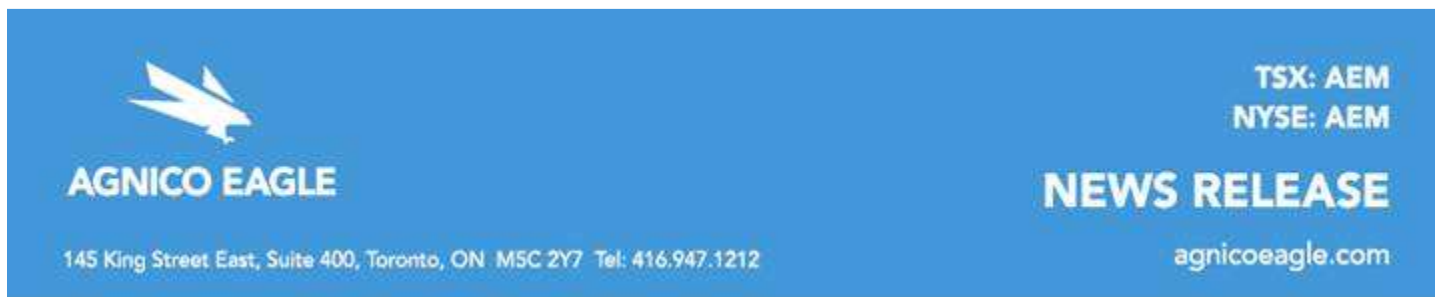 TSX: AEM
NYSE: AEM
AGNICO EAGLE
NEWS RELEASE
145 King Street East, Suite 400, Toronto, ON M5C 2Y7 Tel: 416.947.1212
agnicoeagle.com